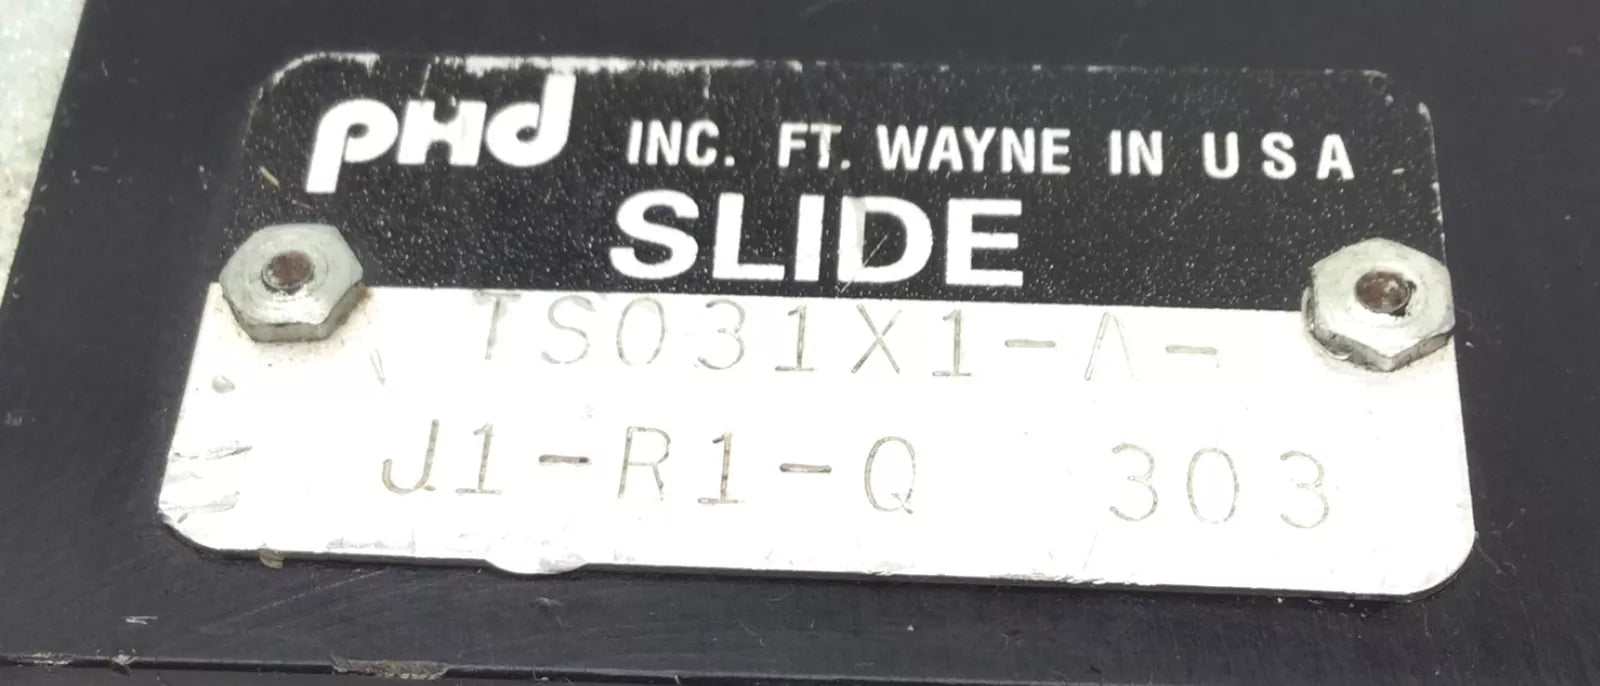 PHD INC. FT. WAYNE IN USA
SLIDE
TS031X1-A-
J1-R1-Q 303